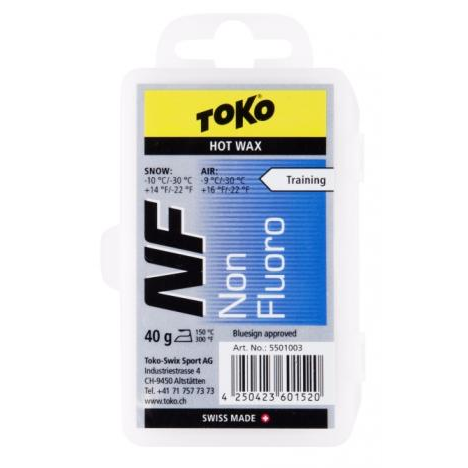 TOKO®
HOT WAX
SNOW: AIR:
-10 °C/-30 °C -9 °C/-30 °C
+14 °F/-22 °F +16 °F/-22 °F
Training
NF
Non
Fluoro
40 g 150 °C
300 °F
Bluesign approved
Art. No.: 5501003
Toko-Swix Sport AG
Industriestrasse 4
CH-9450 Altstätten
Tel. +41 71 757 73 73
www.toko.ch
4 250423 601520
SWISS MADE